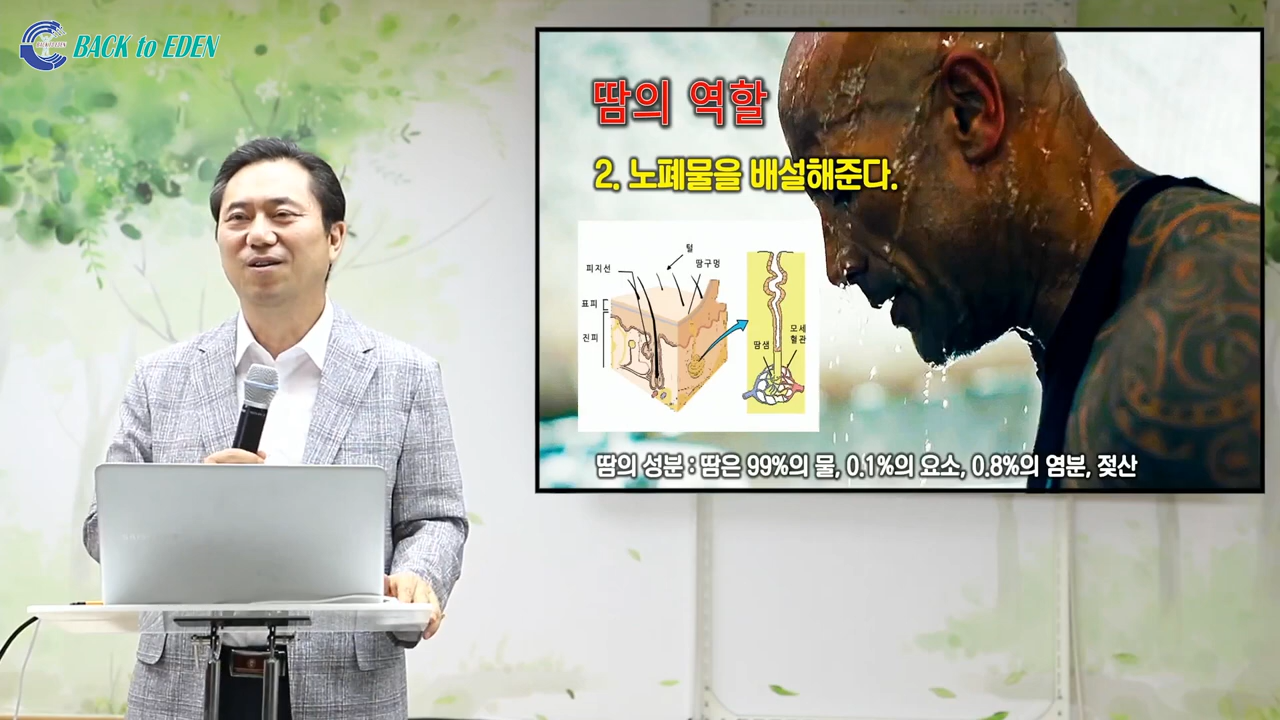 BACK to EDEN
땀의 역할
2. 노폐물을 배설해준다.
털
피지선
땀구멍
표피
진피
모세
혈관
땀샘
땀의 성분 : 땀은 99%의 물, 0.1%의 요소, 0.8%의 염분, 젖산